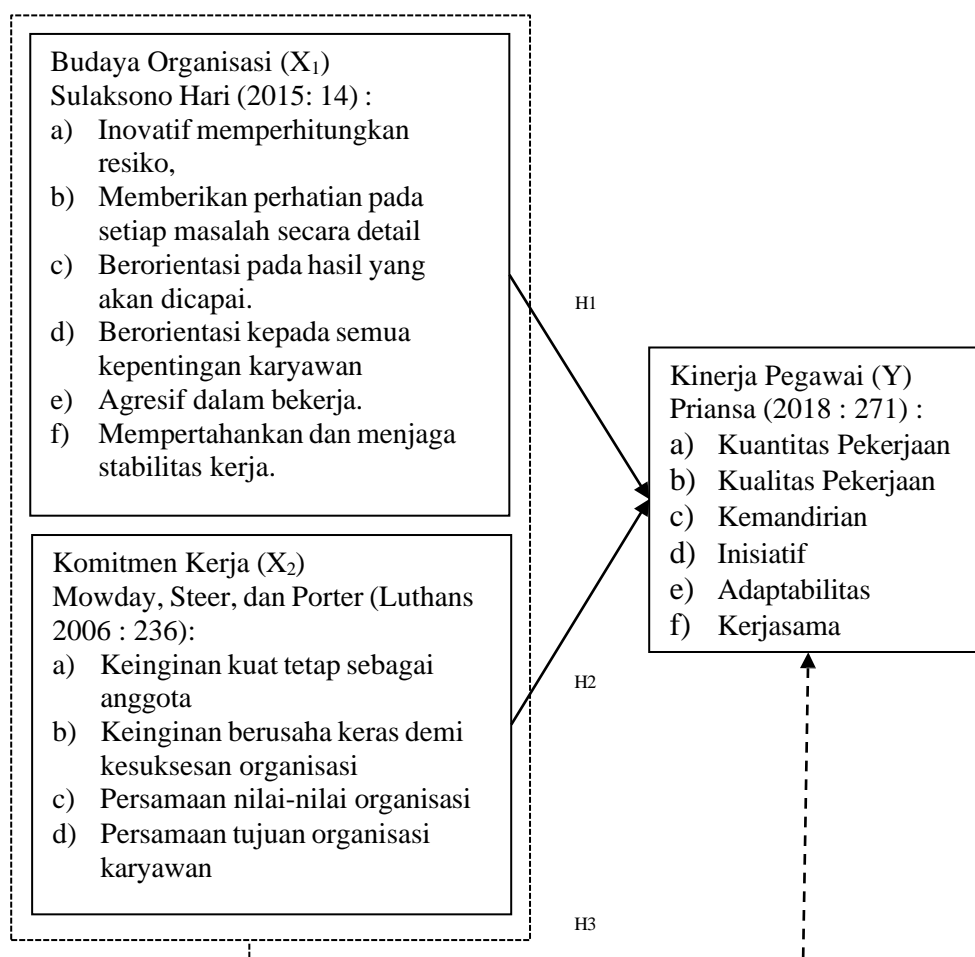 Budaya Organisasi (X₁)
Sulaksono Hari (2015: 14) :
a) Inovatif memperhitungkan
resiko,
b) Memberikan perhatian pada
setiap masalah secara detail
c) Berorientasi pada hasil yang
akan dicapai.
d) Berorientasi kepada semua
kepentingan karyawan
e) Agresif dalam bekerja.
f) Mempertahankan dan menjaga
stabilitas kerja.
Komitmen Kerja (X₂)
Mowday, Steer, dan Porter (Luthans
2006 : 236):
a) Keinginan kuat tetap sebagai
anggota
b) Keinginan berusaha keras demi
kesuksesan organisasi
c) Persamaan nilai-nilai organisasi
d) Persamaan tujuan organisasi
karyawan
H1
H2
H3
Kinerja Pegawai (Y)
Priansa (2018 : 271) :
a) Kuantitas Pekerjaan
b) Kualitas Pekerjaan
c) Kemandirian
d) Inisiatif
e) Adaptabilitas
f) Kerjasama